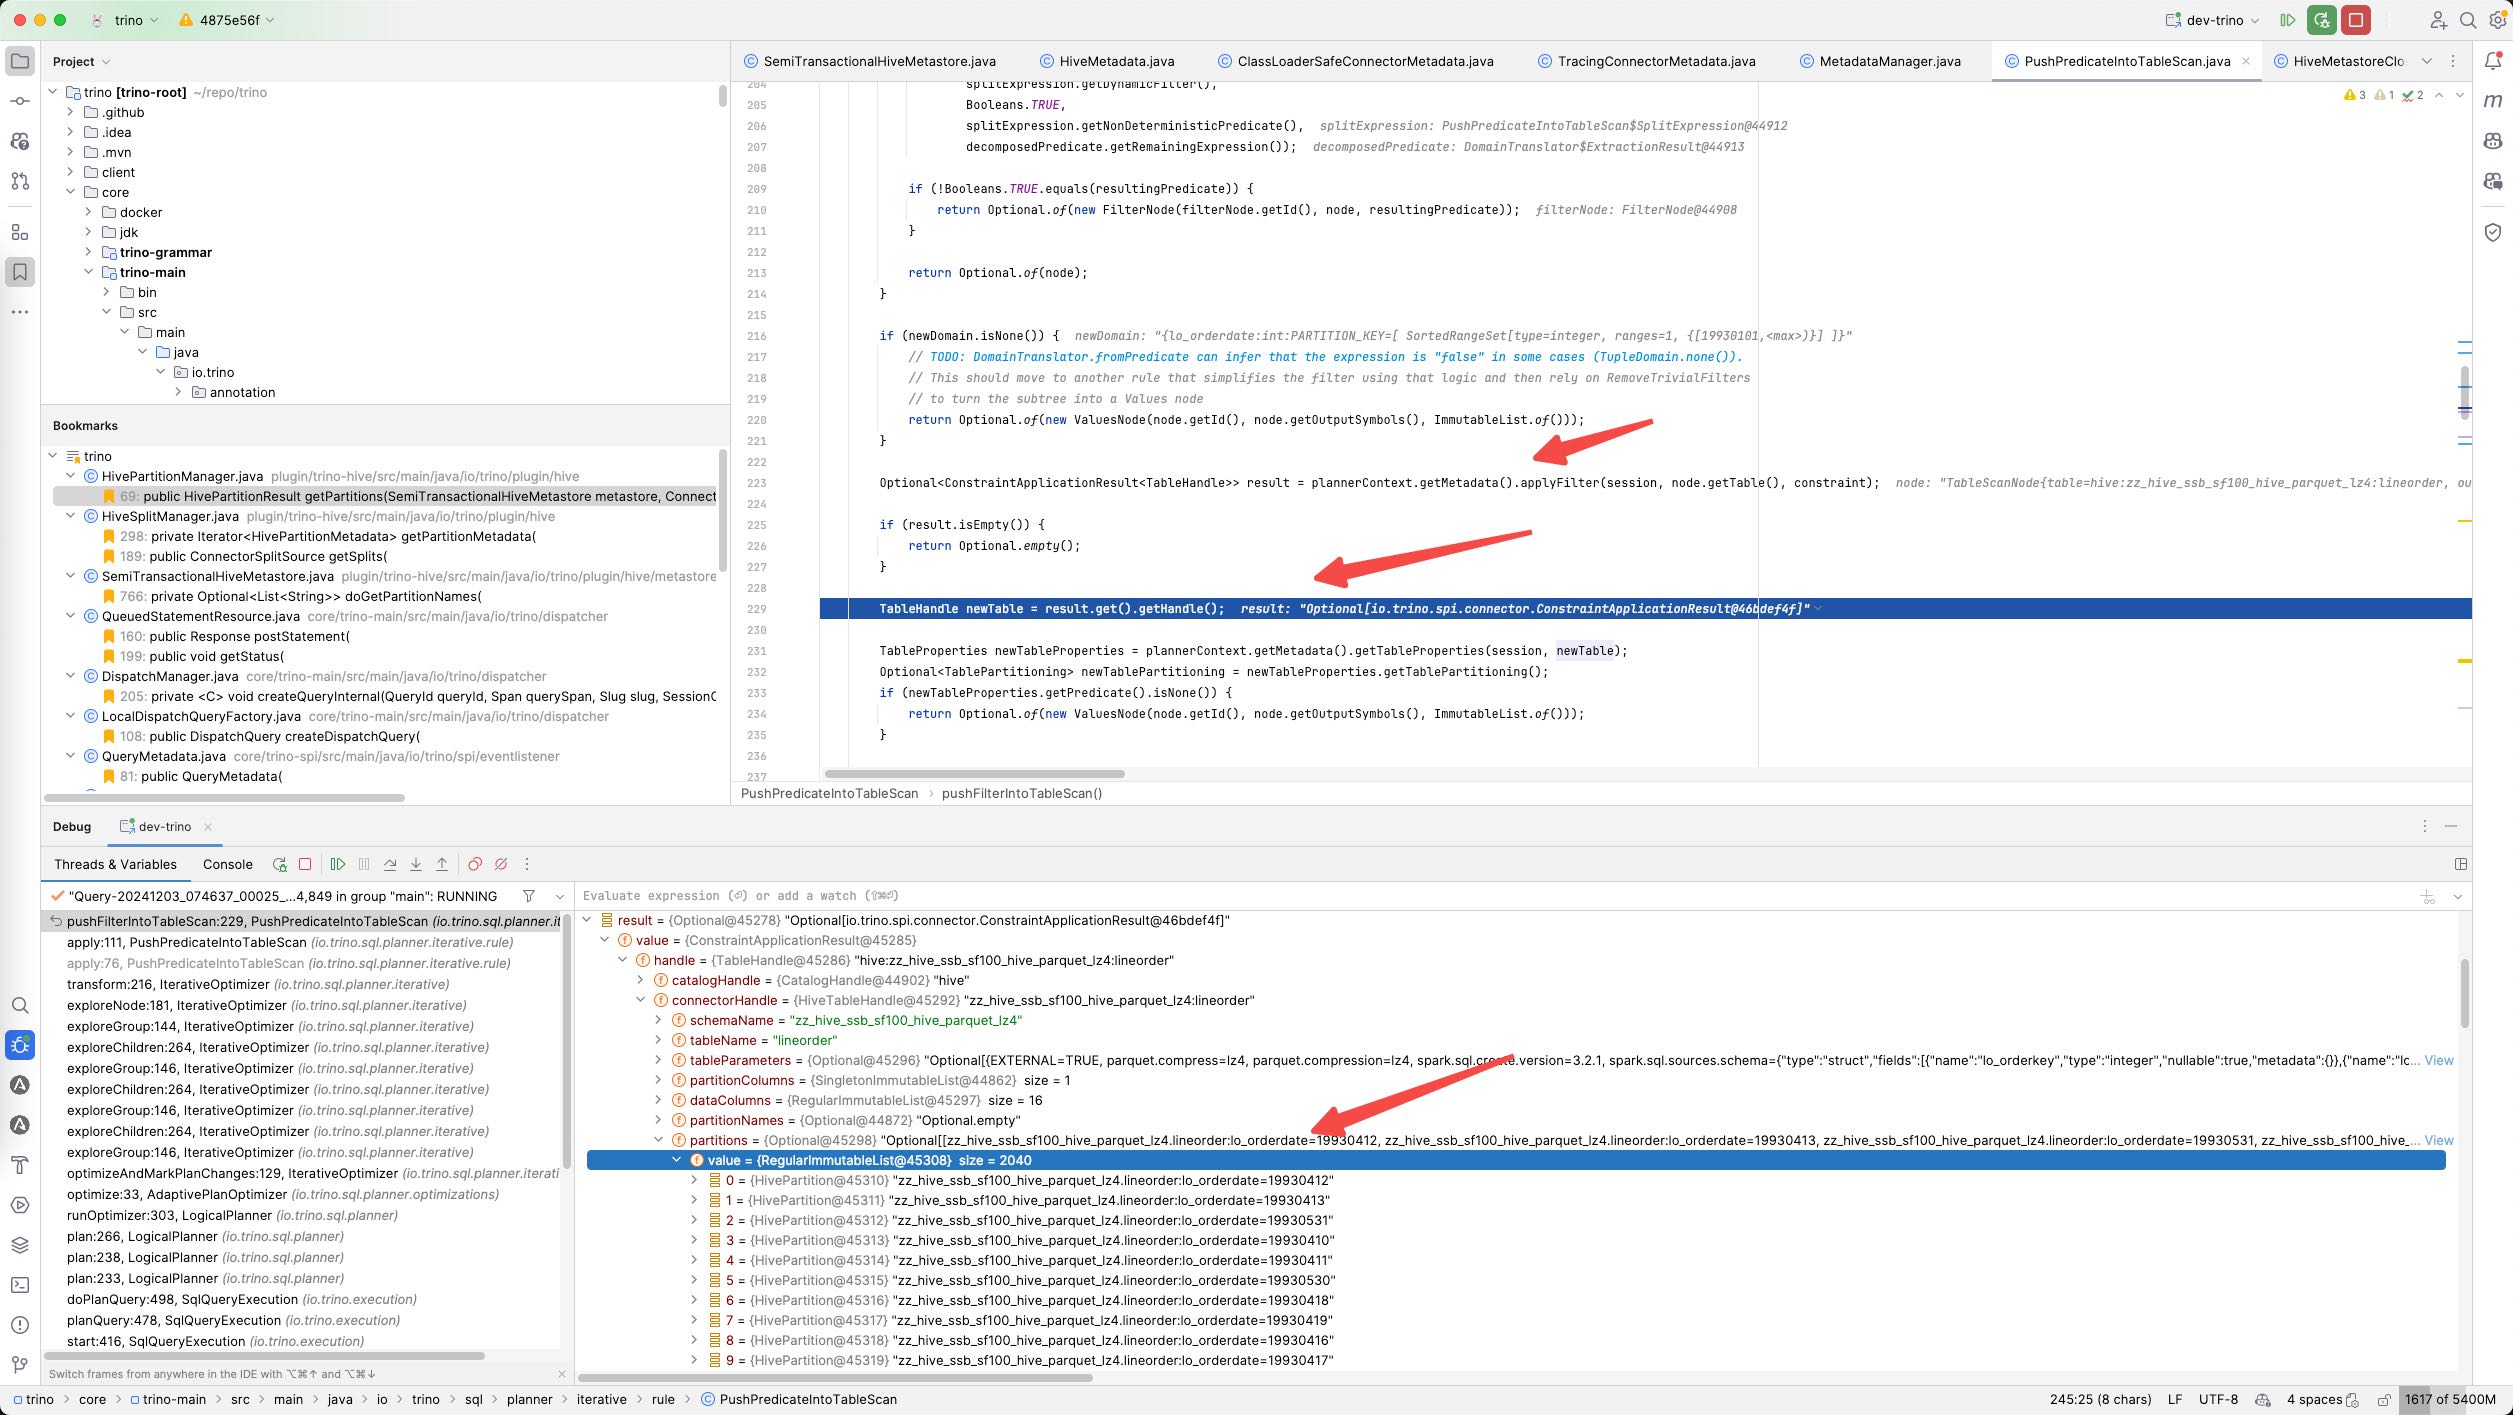 trino
4875e56f
dev-trino
Project
trino [trino-root] ~/repo/trino
.github
.idea
.mvn
client
core
docker
jdk
trino-grammar
trino-main
bin
src
main
java
io.trino
annotation
Bookmarks
trino
HivePartitionManager.java plugin/trino-hive/src/main/java/io/trino/plugin/hive
69: public HivePartitionResult getPartitions(SemiTransactionalHiveMetastore metastore, Connect
HiveSplitManager.java plugin/trino-hive/src/main/java/io/trino/plugin/hive
298: private Iterator<HivePartitionMetadata> getPartitionMetadata(
189: public ConnectorSplitSource getSplits(
SemiTransactionalHiveMetastore.java plugin/trino-hive/src/main/java/io/trino/plugin/hive/metastore
766: private Optional<List<String>> doGetPartitionNames(
QueuedStatementResource.java core/trino-main/src/main/java/io/trino/dispatcher
160: public Response postStatement(
199: public void getStatus(
DispatchManager.java core/trino-main/src/main/java/io/trino/dispatcher
205: private <C> void createQueryInternal(QueryId queryId, Span querySpan, Slug slug, SessionC
LocalDispatchQueryFactory.java core/trino-main/src/main/java/io/trino/dispatcher
108: public DispatchQuery createDispatchQuery(
QueryMetadata.java core/trino-spi/src/main/java/io/trino/spi/eventlistener
81: public QueryMetadata(
SemiTransactionalHiveMetastore.java
HiveMetadata.java
ClassLoaderSafeConnectorMetadata.java
TracingConnectorMetadata.java
MetadataManager.java
PushPredicateIntoTableScan.java
HiveMetastoreClo
3 1 2
204 splitExpression.getDynamicFilter(),
205 Booleans.TRUE,
206 splitExpression.getNonDeterministicPredicate(), splitExpression: PushPredicateIntoTableScan$SplitExpression@44912
207 decomposedPredicate.getRemainingExpression()); decomposedPredicate: DomainTranslator$ExtractionResult@44913
208
209 if (!Booleans.TRUE.equals(resultingPredicate)) {
210 return Optional.of(new FilterNode(filterNode.getId(), node, resultingPredicate)); filterNode: FilterNode@44908
211 }
212
213 return Optional.of(node);
214 }
215
216 if (newDomain.isNone()) { newDomain: "{lo_orderdate:int:PARTITION_KEY=[ SortedRangeSet[type=integer, ranges=1, {[19930101,<max>)}] ]}"
217 // TODO: DomainTranslator.fromPredicate can infer that the expression is "false" in some cases (TupleDomain.none()).
218 // This should move to another rule that simplifies the filter using that logic and then rely on RemoveTrivialFilters
219 // to turn the subtree into a Values node
220 return Optional.of(new ValuesNode(node.getId(), node.getOutputSymbols(), ImmutableList.of()));
221 }
222
223 Optional<ConstraintApplicationResult<TableHandle>> result = plannerContext.getMetadata().applyFilter(session, node.getTable(), constraint); node: "TableScanNode{table=hive:zz_hive_ssb_sf100_hive_parquet_lz4:lineorder, ou
224
225 if (result.isEmpty()) {
226 return Optional.empty();
227 }
228
229 TableHandle newTable = result.get().getHandle(); result: "Optional[io.trino.spi.connector.ConstraintApplicationResult@46bdef4f]"
230
231 TableProperties newTableProperties = plannerContext.getMetadata().getTableProperties(session, newTable);
232 Optional<TablePartitioning> newTablePartitioning = newTableProperties.getTablePartitioning();
233 if (newTableProperties.getPredicate().isNone()) {
234 return Optional.of(new ValuesNode(node.getId(), node.getOutputSymbols(), ImmutableList.of()));
235 }
236
237
PushPredicateIntoTableScan > pushFilterIntoTableScan()
Debug dev-trino
Threads & Variables Console
"Query-20241203_074637_00025_...4,849 in group "main": RUNNING
pushFilterIntoTableScan:229, PushPredicateIntoTableScan (io.trino.sql.planner.it
apply:111, PushPredicateIntoTableScan (io.trino.sql.planner.iterative.rule)
apply:76, PushPredicateIntoTableScan (io.trino.sql.planner.iterative.rule)
transform:216, IterativeOptimizer (io.trino.sql.planner.iterative)
exploreNode:181, IterativeOptimizer (io.trino.sql.planner.iterative)
exploreGroup:144, IterativeOptimizer (io.trino.sql.planner.iterative)
exploreChildren:264, IterativeOptimizer (io.trino.sql.planner.iterative)
exploreGroup:146, IterativeOptimizer (io.trino.sql.planner.iterative)
exploreChildren:264, IterativeOptimizer (io.trino.sql.planner.iterative)
exploreGroup:146, IterativeOptimizer (io.trino.sql.planner.iterative)
exploreChildren:264, IterativeOptimizer (io.trino.sql.planner.iterative)
exploreGroup:146, IterativeOptimizer (io.trino.sql.planner.iterative)
optimizeAndMarkPlanChanges:129, IterativeOptimizer (io.trino.sql.planner.iterati
optimize:33, AdaptivePlanOptimizer (io.trino.sql.planner.optimizations)
runOptimizer:303, LogicalPlanner (io.trino.sql.planner)
plan:266, LogicalPlanner (io.trino.sql.planner)
plan:238, LogicalPlanner (io.trino.sql.planner)
plan:233, LogicalPlanner (io.trino.sql.planner)
doPlanQuery:498, SqlQueryExecution (io.trino.execution)
planQuery:478, SqlQueryExecution (io.trino.execution)
start:416, SqlQueryExecution (io.trino.execution)
Switch frames from anywhere in the IDE with ⌥⌘↑ and ⌥⌘↓
Evaluate expression (⏎) or add a watch (⇧⌘⏎)
result = {Optional@45278} "Optional[io.trino.spi.connector.ConstraintApplicationResult@46bdef4f]"
value = {ConstraintApplicationResult@45285}
handle = {TableHandle@45286} "hive:zz_hive_ssb_sf100_hive_parquet_lz4:lineorder"
catalogHandle = {CatalogHandle@44902} "hive"
connectorHandle = {HiveTableHandle@45292} "zz_hive_ssb_sf100_hive_parquet_lz4:lineorder"
schemaName = "zz_hive_ssb_sf100_hive_parquet_lz4"
tableName = "lineorder"
tableParameters = {Optional@45296} "Optional[{EXTERNAL=TRUE, parquet.compress=lz4, parquet.compression=lz4, spark.sql.create.version=3.2.1, spark.sql.sources.schema={"type":"struct","fields":[{"name":"lo_orderkey","type":"integer","nullable":true,"metadata":{}},{"name":"lc... View
partitionColumns = {SingletonImmutableList@44862} size = 1
dataColumns = {RegularImmutableList@45297} size = 16
partitionNames = {Optional@44872} "Optional.empty"
partitions = {Optional@45298} "Optional[[zz_hive_ssb_sf100_hive_parquet_lz4.lineorder:lo_orderdate=19930412, zz_hive_ssb_sf100_hive_parquet_lz4.lineorder:lo_orderdate=19930413, zz_hive_ssb_sf100_hive_parquet_lz4.lineorder:lo_orderdate=19930531, zz_hive_ssb_sf100_hive_... View
value = {RegularImmutableList@45308} size = 2040
0 = {HivePartition@45310} "zz_hive_ssb_sf100_hive_parquet_lz4.lineorder:lo_orderdate=19930412"
1 = {HivePartition@45311} "zz_hive_ssb_sf100_hive_parquet_lz4.lineorder:lo_orderdate=19930413"
2 = {HivePartition@45312} "zz_hive_ssb_sf100_hive_parquet_lz4.lineorder:lo_orderdate=19930531"
3 = {HivePartition@45313} "zz_hive_ssb_sf100_hive_parquet_lz4.lineorder:lo_orderdate=19930410"
4 = {HivePartition@45314} "zz_hive_ssb_sf100_hive_parquet_lz4.lineorder:lo_orderdate=19930411"
5 = {HivePartition@45315} "zz_hive_ssb_sf100_hive_parquet_lz4.lineorder:lo_orderdate=19930530"
6 = {HivePartition@45316} "zz_hive_ssb_sf100_hive_parquet_lz4.lineorder:lo_orderdate=19930418"
7 = {HivePartition@45317} "zz_hive_ssb_sf100_hive_parquet_lz4.lineorder:lo_orderdate=19930419"
8 = {HivePartition@45318} "zz_hive_ssb_sf100_hive_parquet_lz4.lineorder:lo_orderdate=19930416"
9 = {HivePartition@45319} "zz_hive_ssb_sf100_hive_parquet_lz4.lineorder:lo_orderdate=19930417"
trino > core > trino-main > src > main > java > io > trino > sql > planner > iterative > rule > PushPredicateIntoTableScan
245:25 (8 chars) LF UTF-8 4 spaces 1617 of 5400M